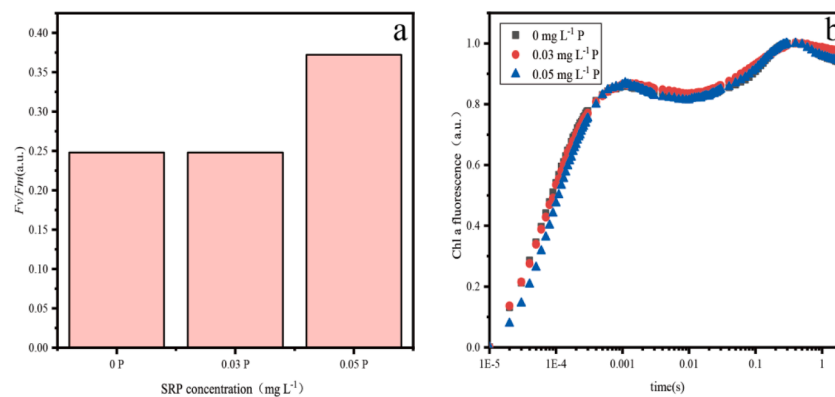 a
Fv/Fm(a.u.)
0.40
0.35
0.30
0.25
0.20
0.15
0.10
0.05
0.00
0 P
0.03 P
0.05 P
SRP concentration（mg L⁻¹）
b
0 mg L⁻¹ P
0.03 mg L⁻¹ P
0.05 mg L⁻¹ P
Chl a fluorescence（a.u.）
1.0
0.8
0.6
0.4
0.2
0.0
1E-5
1E-4
0.001
0.01
0.1
1
time(s)